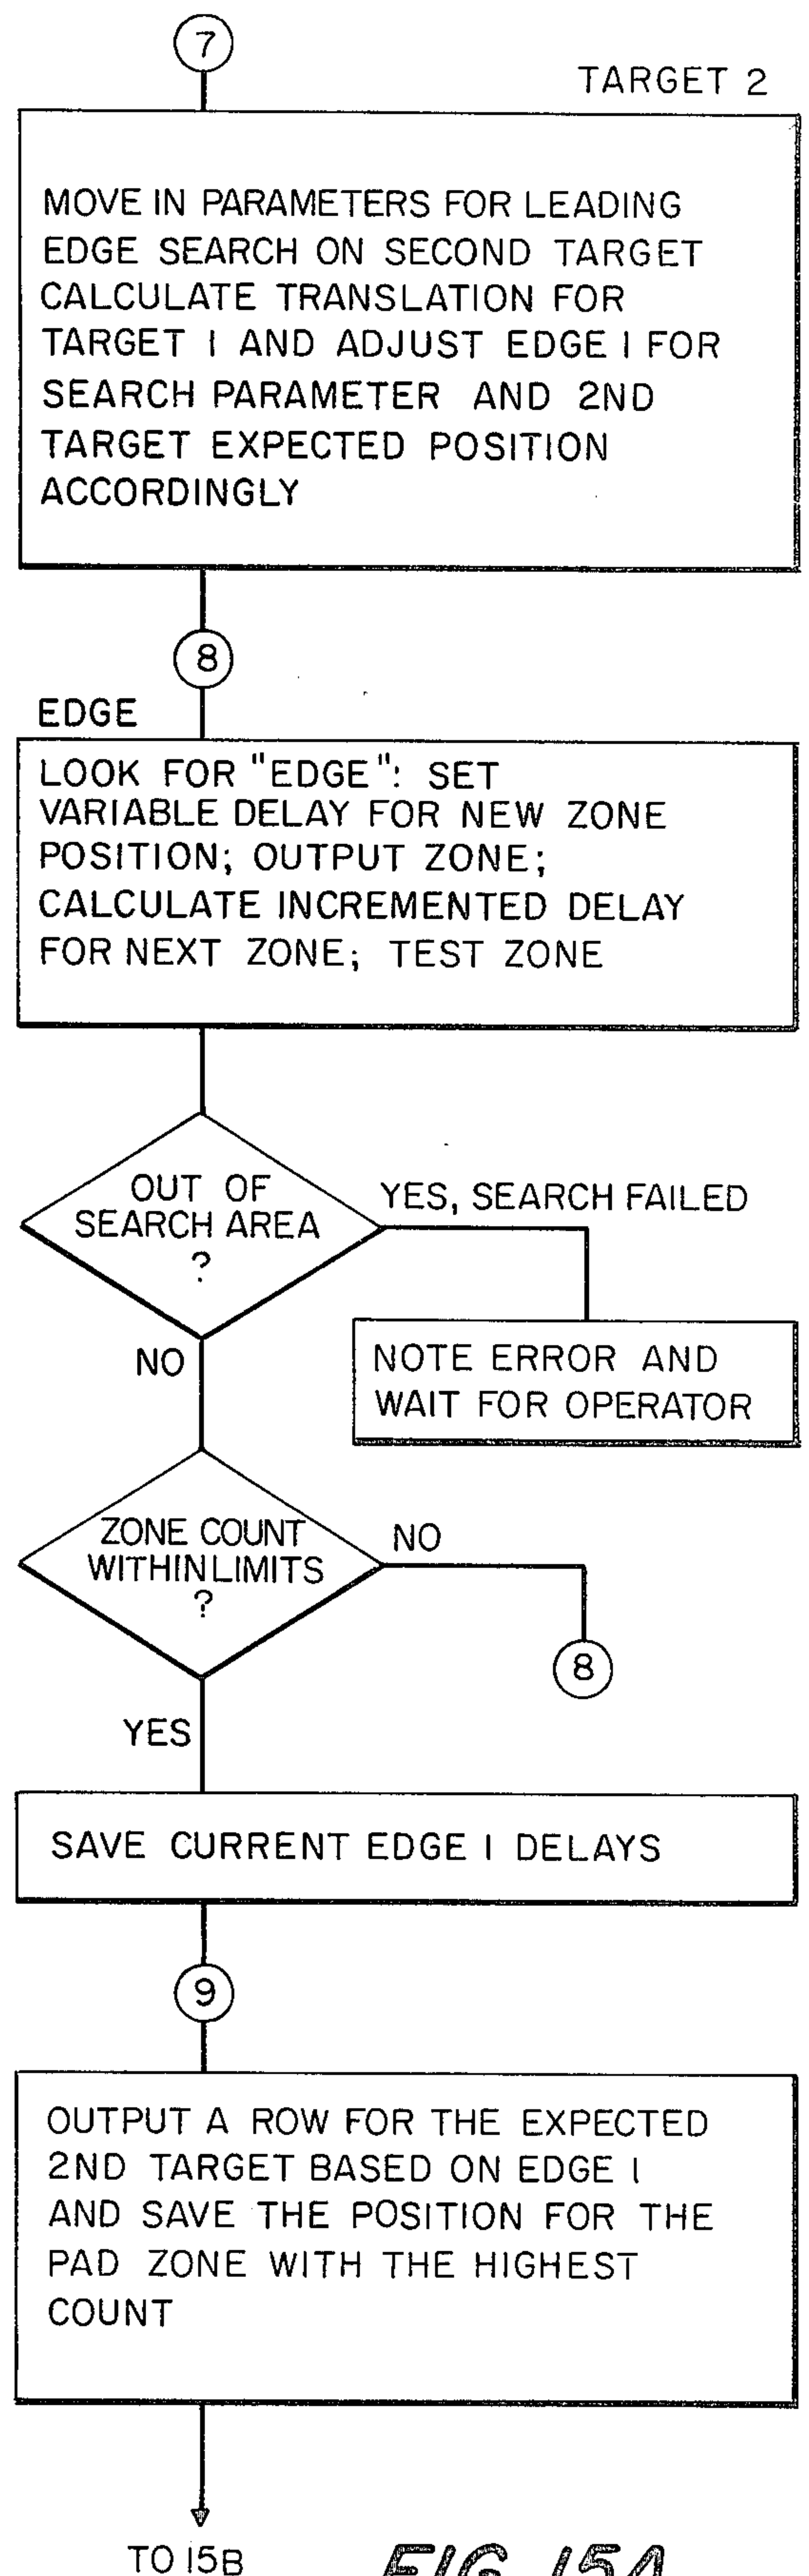 7
TARGET 2
MOVE IN PARAMETERS FOR LEADING
EDGE SEARCH ON SECOND TARGET
CALCULATE TRANSLATION FOR
TARGET 1 AND ADJUST EDGE 1 FOR
SEARCH PARAMETER AND 2ND
TARGET EXPECTED POSITION
ACCORDINGLY
8
EDGE
LOOK FOR "EDGE": SET
VARIABLE DELAY FOR NEW ZONE
POSITION; OUTPUT ZONE;
CALCULATE INCREMENTED DELAY
FOR NEXT ZONE; TEST ZONE
OUT OF
SEARCH AREA
?
YES, SEARCH FAILED
NOTE ERROR AND
WAIT FOR OPERATOR
NO
ZONE COUNT
WITHIN LIMITS
?
NO
8
YES
SAVE CURRENT EDGE 1 DELAYS
9
OUTPUT A ROW FOR THE EXPECTED
2ND TARGET BASED ON EDGE 1
AND SAVE THE POSITION FOR THE
PAD ZONE WITH THE HIGHEST
COUNT
TO 15B
FIG. 15A